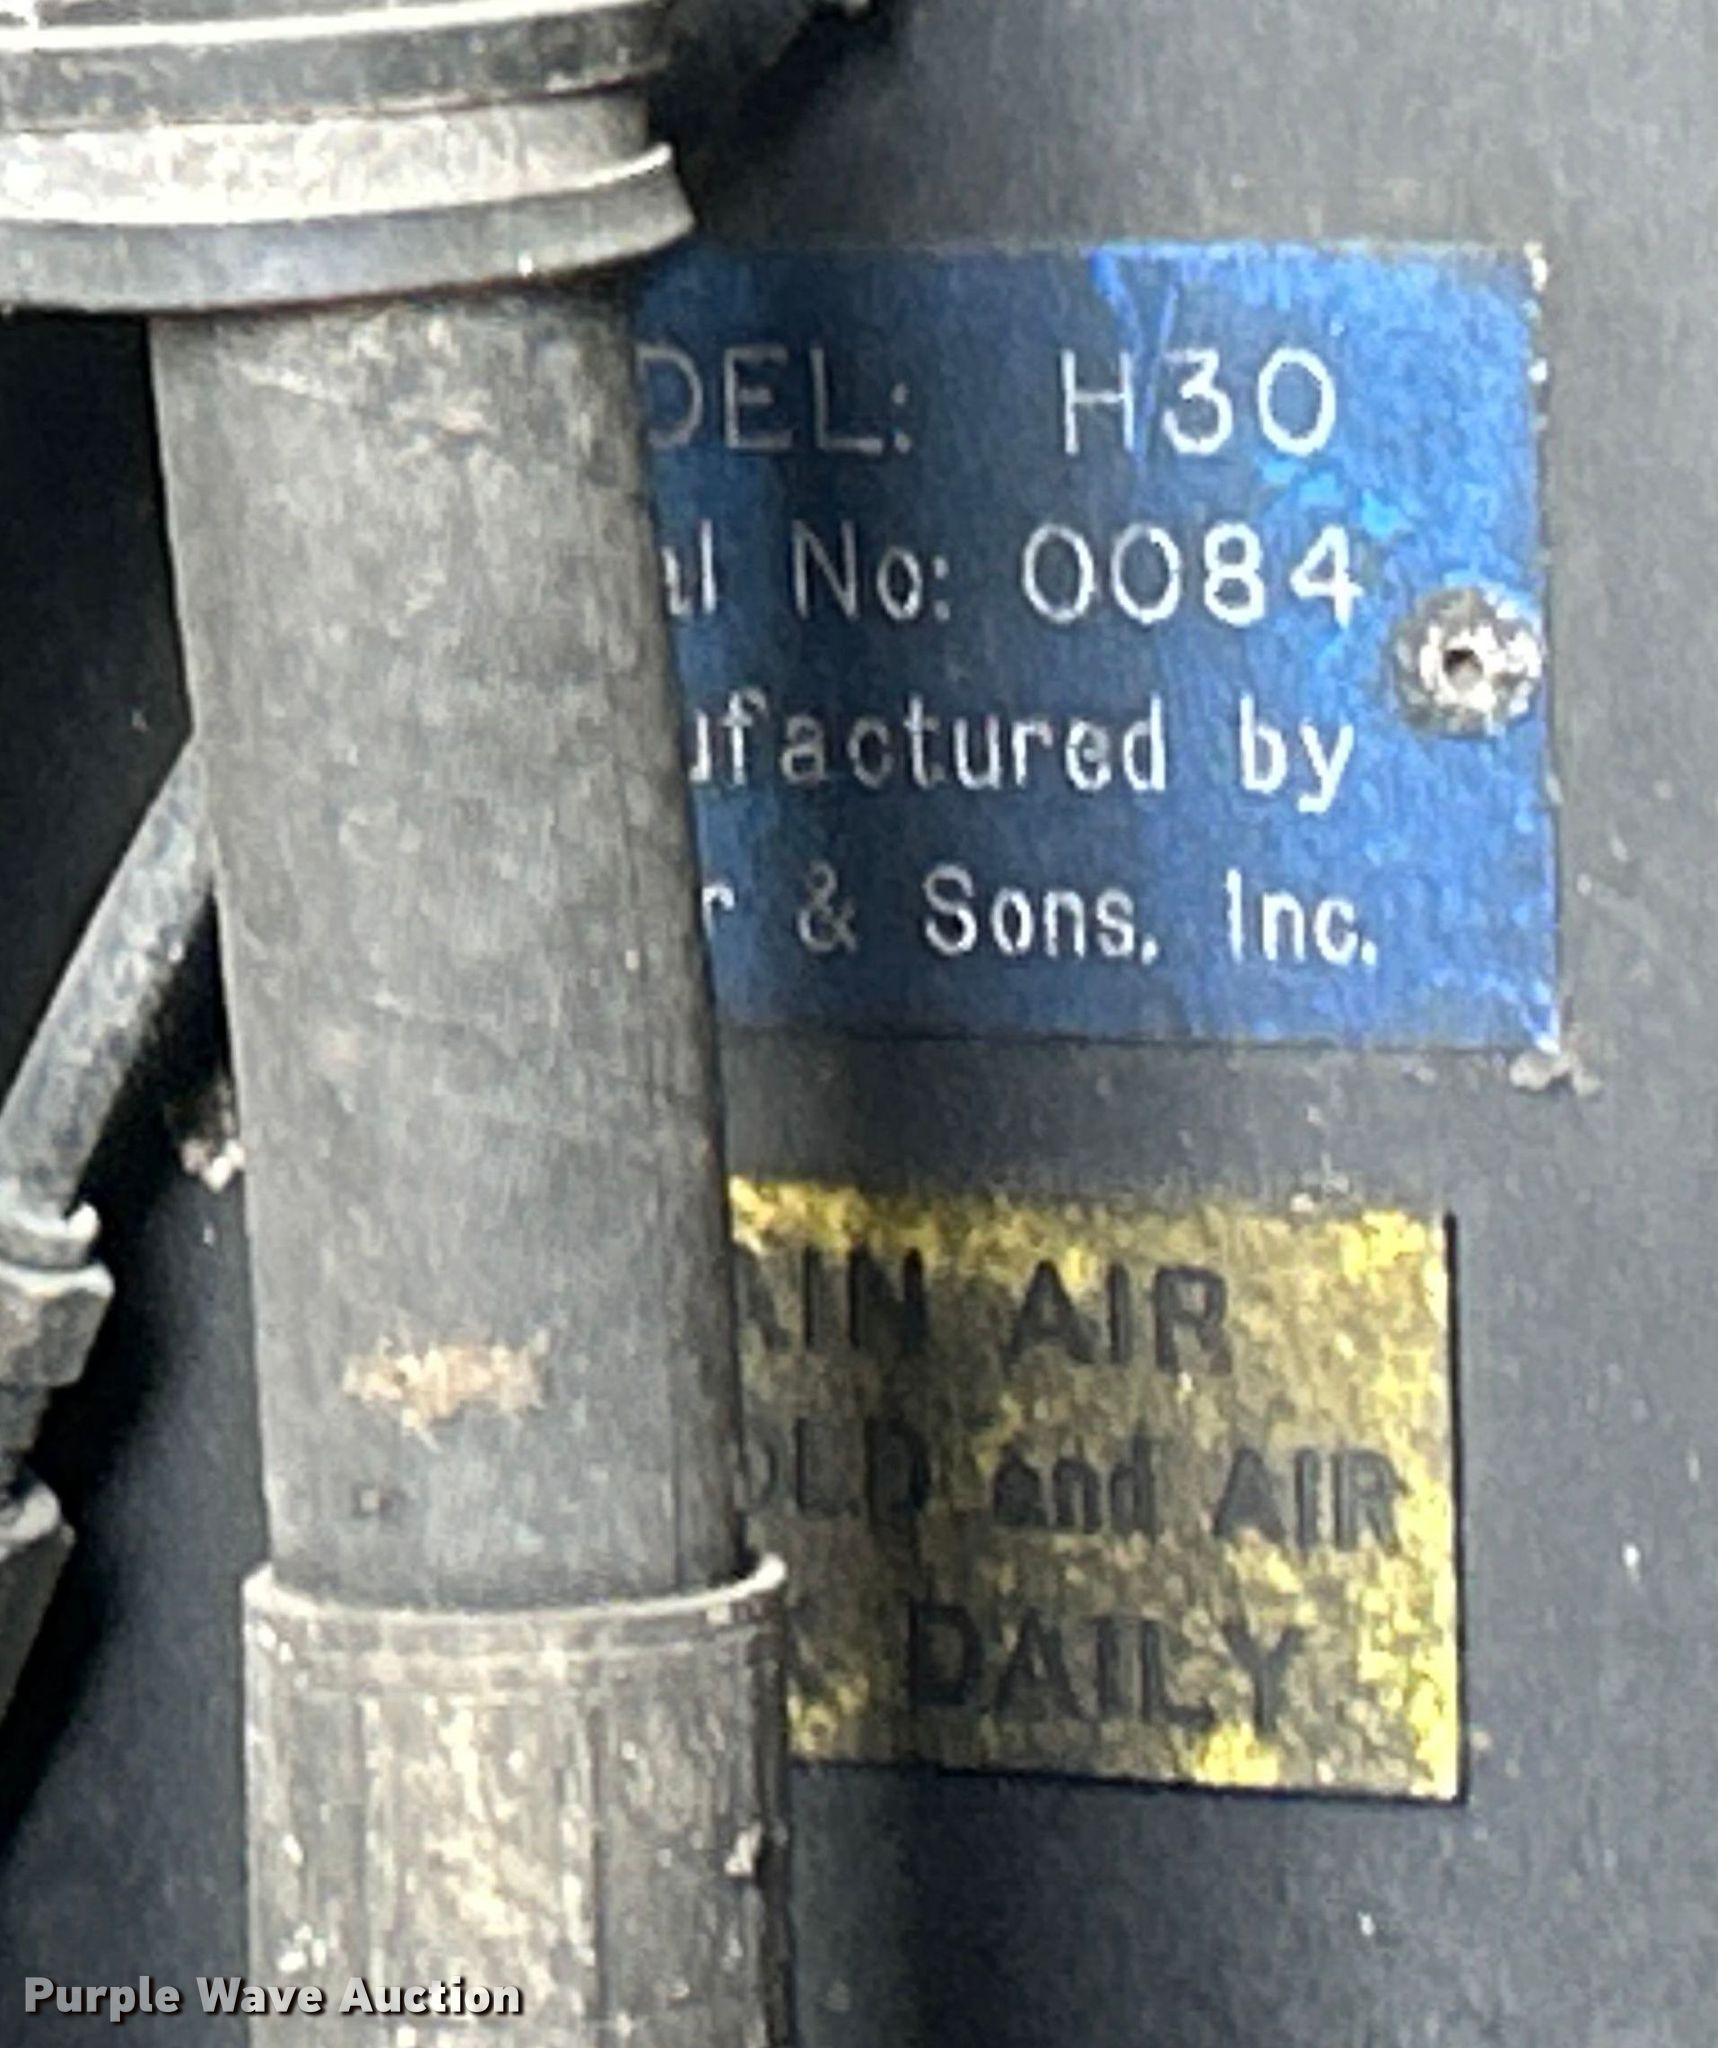 DEL: H30
al No: 0084
ufactured by
r & Sons, Inc.
AIN AIR
OLD and AIR
DAILY
Purple Wave Auction